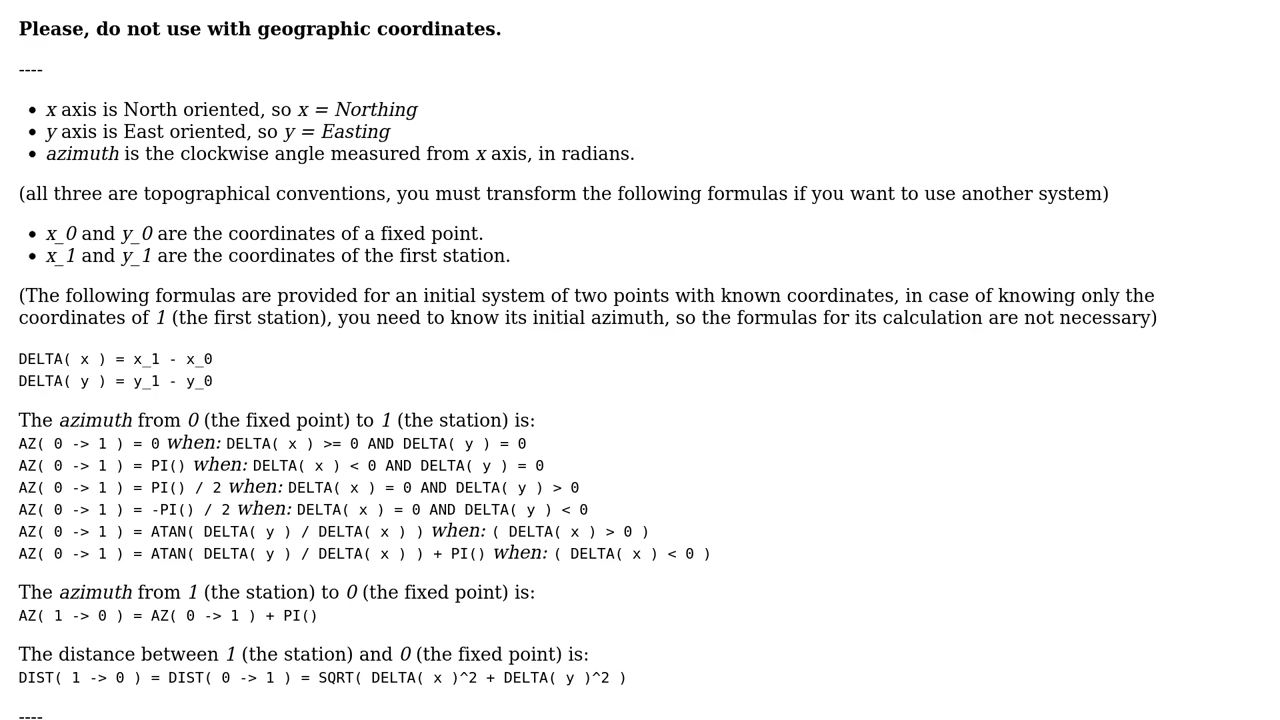 Please, do not use with geographic coordinates.
----
• x axis is North oriented, so x = Northing
• y axis is East oriented, so y = Easting
• azimuth is the clockwise angle measured from x axis, in radians.
(all three are topographical conventions, you must transform the following formulas if you want to use another system)
• x_0 and y_0 are the coordinates of a fixed point.
• x_1 and y_1 are the coordinates of the first station.
(The following formulas are provided for an initial system of two points with known coordinates, in case of knowing only the
coordinates of 1 (the first station), you need to know its initial azimuth, so the formulas for its calculation are not necessary)
DELTA( x ) = x_1 - x_0
DELTA( y ) = y_1 - y_0
The azimuth from 0 (the fixed point) to 1 (the station) is:
AZ( 0 -> 1 ) = 0 when: DELTA( x ) >= 0 AND DELTA( y ) = 0
AZ( 0 -> 1 ) = PI() when: DELTA( x ) < 0 AND DELTA( y ) = 0
AZ( 0 -> 1 ) = PI() / 2 when: DELTA( x ) = 0 AND DELTA( y ) > 0
AZ( 0 -> 1 ) = -PI() / 2 when: DELTA( x ) = 0 AND DELTA( y ) < 0
AZ( 0 -> 1 ) = ATAN( DELTA( y ) / DELTA( x ) ) when: ( DELTA( x ) > 0 )
AZ( 0 -> 1 ) = ATAN( DELTA( y ) / DELTA( x ) ) + PI() when: ( DELTA( x ) < 0 )
The azimuth from 1 (the station) to 0 (the fixed point) is:
AZ( 1 -> 0 ) = AZ( 0 -> 1 ) + PI()
The distance between 1 (the station) and 0 (the fixed point) is:
DIST( 1 -> 0 ) = DIST( 0 -> 1 ) = SQRT( DELTA( x )^2 + DELTA( y )^2 )
----